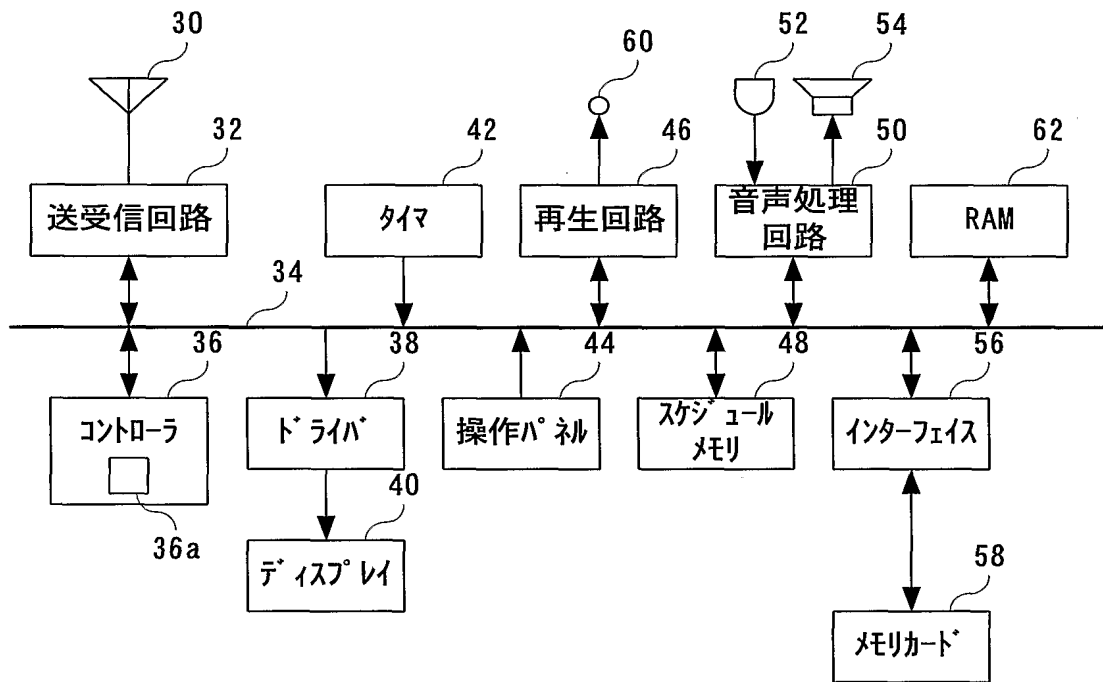 30
60
52
54
32
42
46
50
62
送受信回路
ﾀｲﾏ
再生回路
音声処理
回路
RAM
34
36
38
44
48
56
ｺﾝﾄﾛｰﾗ
ﾄﾞﾗｲﾊﾞ
操作ﾊﾟﾈﾙ
ｽｹｼﾞｭｰﾙ
ﾒﾓﾘ
ｲﾝﾀｰﾌｪｲｽ
36a
40
ﾃﾞｨｽﾌﾟﾚｲ
58
ﾒﾓﾘｶｰﾄﾞ